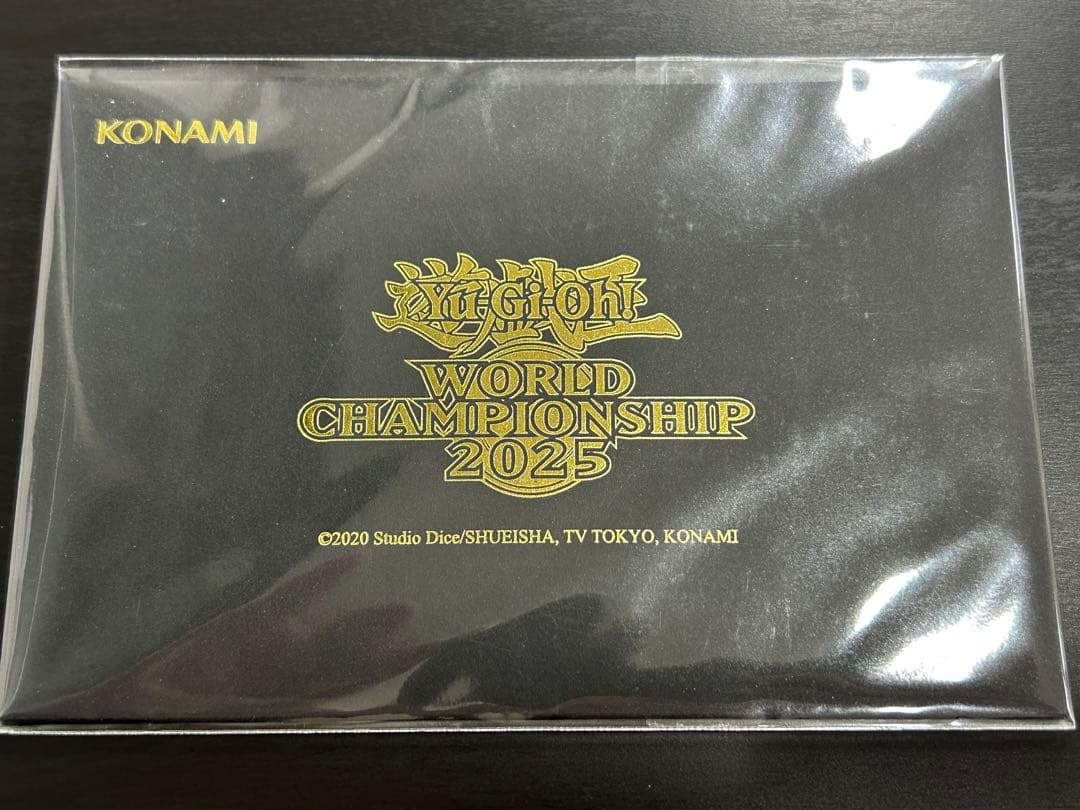 KONAMI
遊戯王
Yu-Gi-Oh!
WORLD
CHAMPIONSHIP
2025
©2020 Studio Dice/SHUEISHA, TV TOKYO, KONAMI